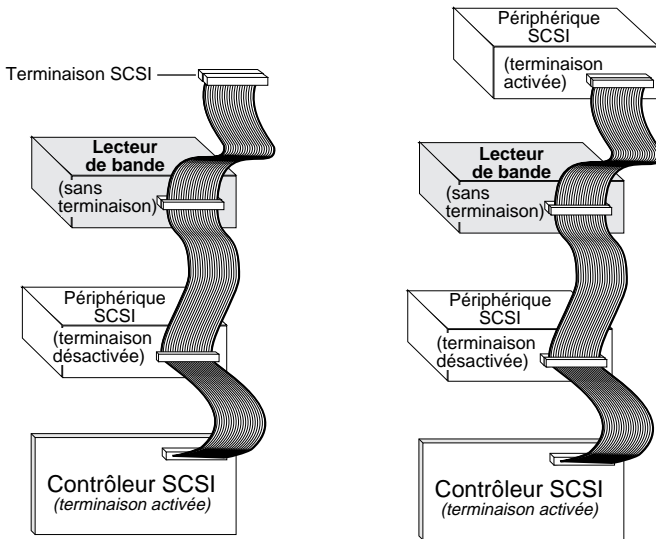 Terminaison SCSI
Lecteur
de bande
(sans
terminaison)
Périphérique
SCSI
(terminaison
désactivée)
Contrôleur SCSI
(terminaison activée)
Périphérique
SCSI
(terminaison
activée)
Lecteur
de bande
(sans
terminaison)
Périphérique
SCSI
(terminaison
désactivée)
Contrôleur SCSI
(terminaison activée)